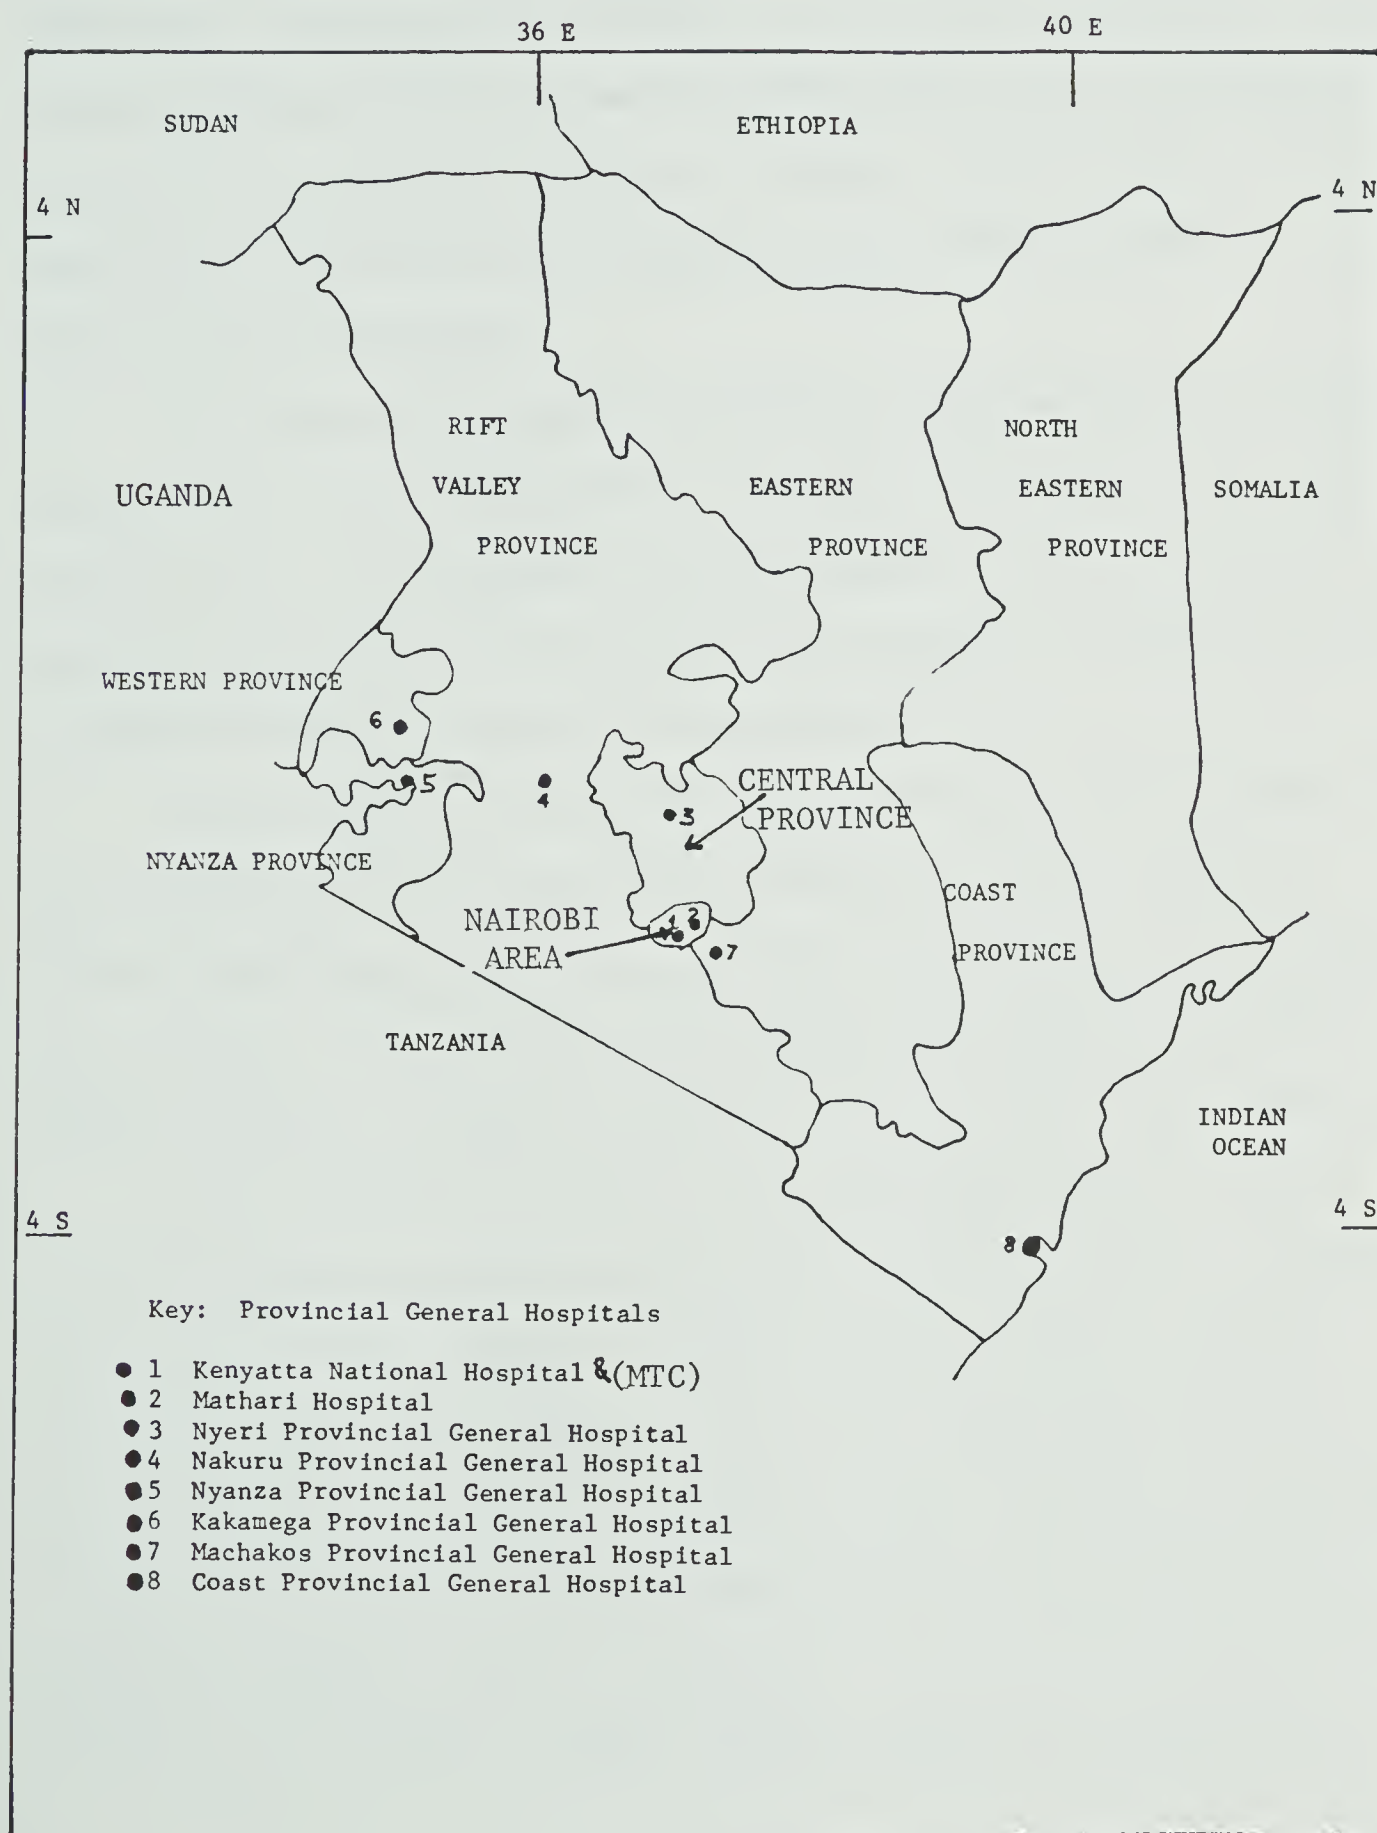 36 E
40 E
SUDAN
ETHIOPIA
4 N
4 N
RIFT
VALLEY
PROVINCE
NORTH
EASTERN
PROVINCE
EASTERN
PROVINCE
UGANDA
SOMALIA
WESTERN PROVINCE
6
5
4
CENTRAL
PROVINCE
3
NYANZA PROVINCE
COAST
PROVINCE
NAIROBI
AREA
1
2
7
TANZANIA
INDIAN
OCEAN
4 S
4 S
8
Key: Provincial General Hospitals
1 Kenyatta National Hospital &(MTC)
2 Mathari Hospital
3 Nyeri Provincial General Hospital
4 Nakuru Provincial General Hospital
5 Nyanza Provincial General Hospital
6 Kakamega Provincial General Hospital
7 Machakos Provincial General Hospital
8 Coast Provincial General Hospital